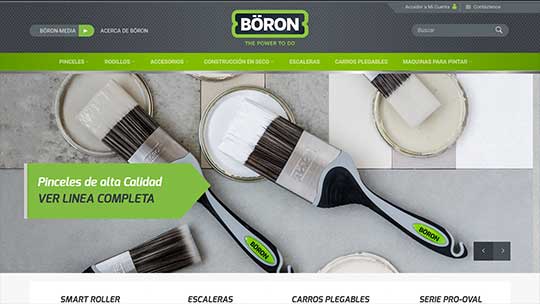 Acceder a Mi Cuenta
Contáctenos
BÖRON
THE POWER TO DO
BÖRON-MEDIA
ACERCA DE BÖRON
Buscar
PINCELES
RODILLOS
ACCESORIOS
CONSTRUCCIÓN EN SECO
ESCALERAS
CARROS PLEGABLES
MAQUINAS PARA PINTAR
Pinceles de alta Calidad
VER LINEA COMPLETA
BÖRON
BÖRON
SMART ROLLER
ESCALERAS
CARROS PLEGABLES
SERIE PRO-OVAL